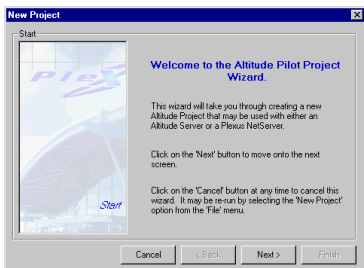 New Project
Start
Plex
Welcome to the Altitude Pilot Project
Wizard.
This wizard will take you through creating a new
Altitude Project that may be used with either an
Altitude Server or a Plexus NetServer.
Click on the 'Next' button to move onto the next
screen.
Click on the 'Cancel' button at any time to cancel this
wizard. It may be re-run by selecting the 'New Project'
option from the 'File' menu.
Start
Cancel
< Back
Next >
Finish